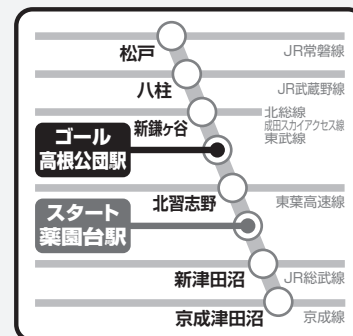 松戸
JR常磐線
八柱
JR武蔵野線
新鎌ヶ谷
北総線
成田スカイアクセス線
東武線
ゴール
高根公団駅
北習志野
東葉高速線
スタート
薬園台駅
新津田沼
JR総武線
京成津田沼
京成線